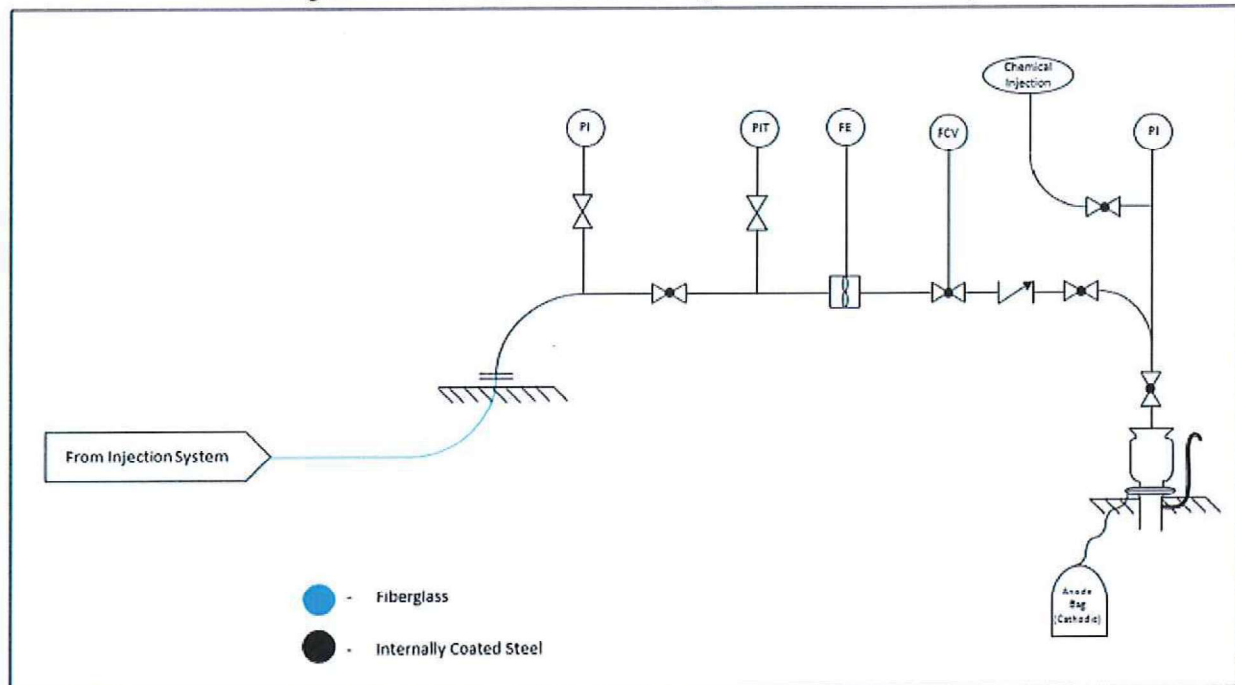 Chemical
Injection
PI
PIT
FE
FCV
PI
From Injection System
Anode
Bag
(Cathodic)
- Fiberglass
- Internally Coated Steel